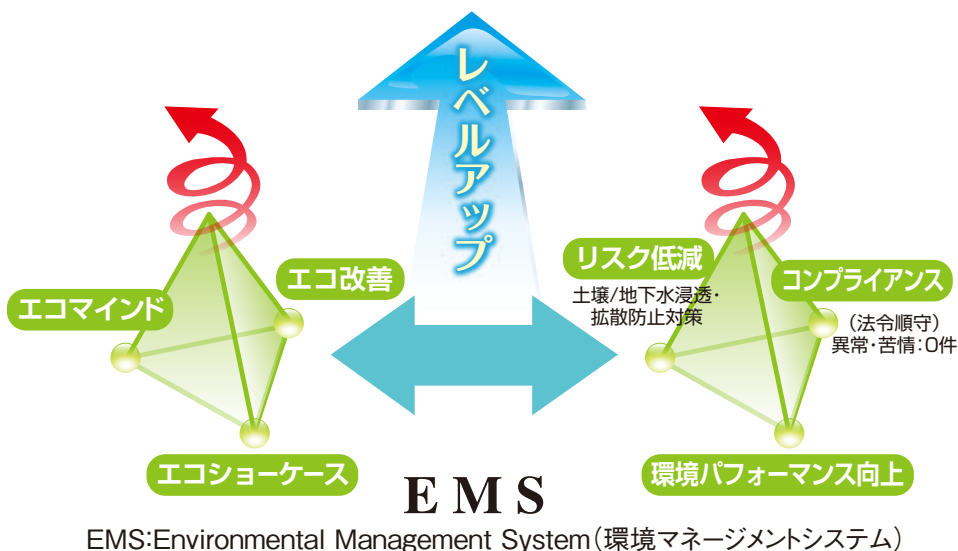 レベルアップ
エコマインド
エコ改善
エコショーケース
リスク低減
土壌/地下水浸透・
拡散防止対策
コンプライアンス
(法令順守)
異常・苦情:0件
環境パフォーマンス向上
EMS
EMS:Environmental Management System(環境マネージメントシステム)